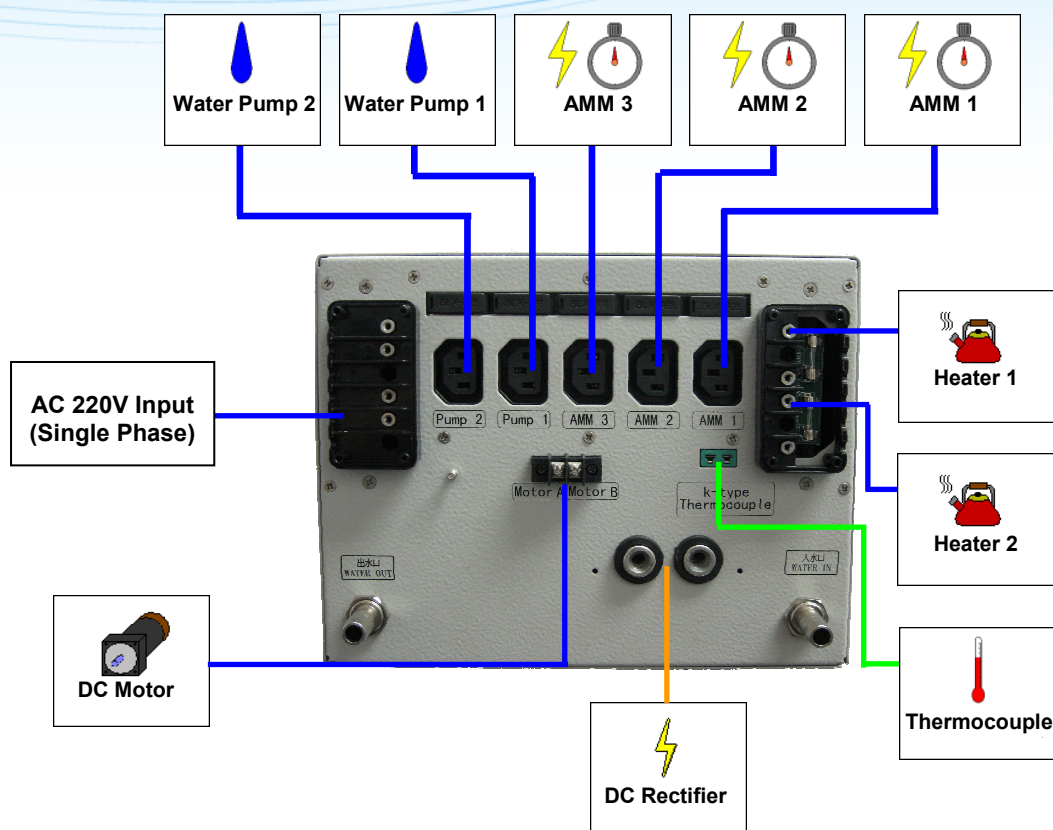 Water Pump 2
Water Pump 1
AMM 3
AMM 2
AMM 1
AC 220V Input
(Single Phase)
Heater 1
Heater 2
Pump 2
Pump 1
AMM 3
AMM 2
AMM 1
Motor A
Motor B
k-type
Thermocouple
出水口
WATER OUT
入水口
WATER IN
DC Motor
DC Rectifier
Thermocouple